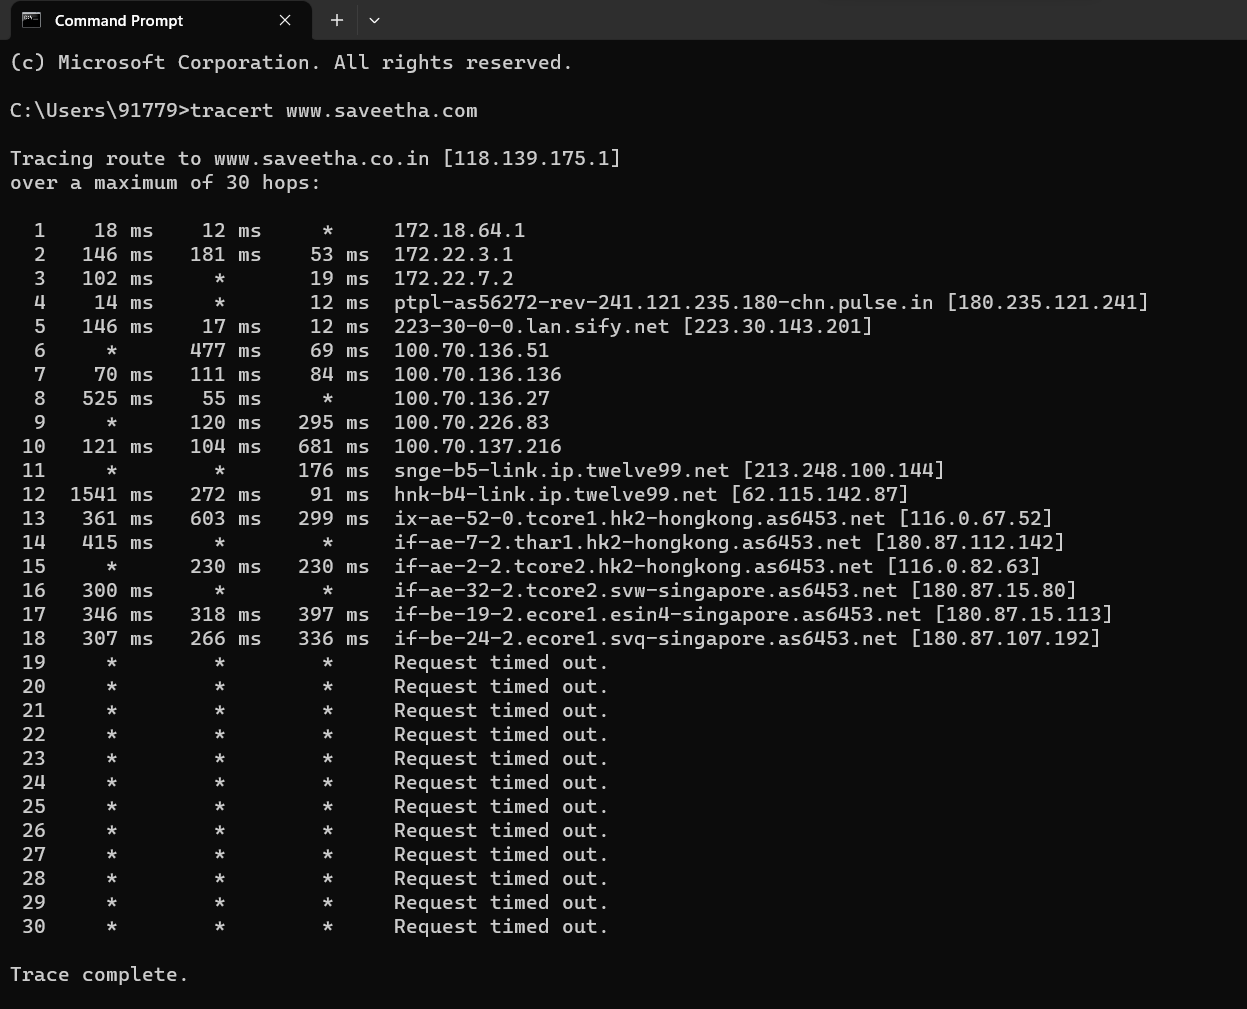 Command Prompt
(c) Microsoft Corporation. All rights reserved.
C:\Users\91779>tracert www.saveetha.com
Tracing route to www.saveetha.co.in [118.139.175.1]
over a maximum of 30 hops:
1 18 ms 12 ms * 172.18.64.1
2 146 ms 181 ms 53 ms 172.22.3.1
3 102 ms * 19 ms 172.22.7.2
4 14 ms * 12 ms ptpl-as56272-rev-241.121.235.180-chn.pulse.in [180.235.121.241]
5 146 ms 17 ms 12 ms 223-30-0-0.lan.sify.net [223.30.143.201]
6 * 477 ms 69 ms 100.70.136.51
7 70 ms 111 ms 84 ms 100.70.136.136
8 525 ms 55 ms * 100.70.136.27
9 * 120 ms 295 ms 100.70.226.83
10 121 ms 104 ms 681 ms 100.70.137.216
11 * * 176 ms snge-b5-link.ip.twelve99.net [213.248.100.144]
12 1541 ms 272 ms 91 ms hnk-b4-link.ip.twelve99.net [62.115.142.87]
13 361 ms 603 ms 299 ms ix-ae-52-0.tcore1.hk2-hongkong.as6453.net [116.0.67.52]
14 415 ms * * if-ae-7-2.thar1.hk2-hongkong.as6453.net [180.87.112.142]
15 * 230 ms 230 ms if-ae-2-2.tcore2.hk2-hongkong.as6453.net [116.0.82.63]
16 300 ms * * if-ae-32-2.tcore2.svw-singapore.as6453.net [180.87.15.80]
17 346 ms 318 ms 397 ms if-be-19-2.ecore1.esin4-singapore.as6453.net [180.87.15.113]
18 307 ms 266 ms 336 ms if-be-24-2.ecore1.svq-singapore.as6453.net [180.87.107.192]
19 * * * Request timed out.
20 * * * Request timed out.
21 * * * Request timed out.
22 * * * Request timed out.
23 * * * Request timed out.
24 * * * Request timed out.
25 * * * Request timed out.
26 * * * Request timed out.
27 * * * Request timed out.
28 * * * Request timed out.
29 * * * Request timed out.
30 * * * Request timed out.
Trace complete.